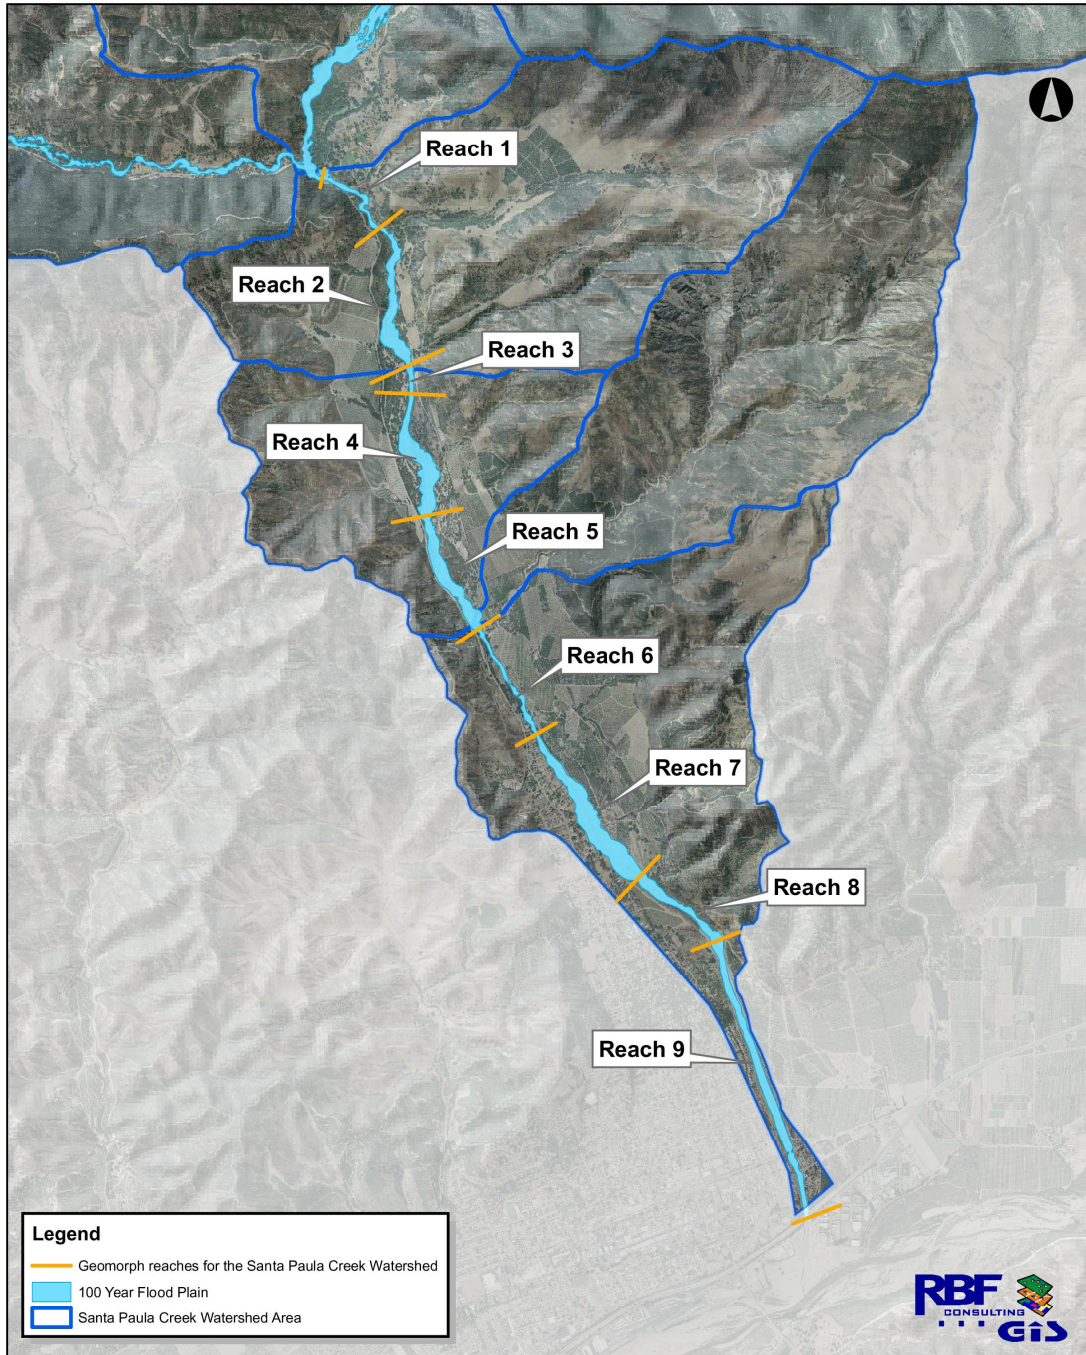 Reach 1
Reach 2
Reach 3
Reach 4
Reach 5
Reach 6
Reach 7
Reach 8
Reach 9
Legend
Geomorph reaches for the Santa Paula Creek Watershed
100 Year Flood Plain
Santa Paula Creek Watershed Area
RBF
CONSULTING
GIS